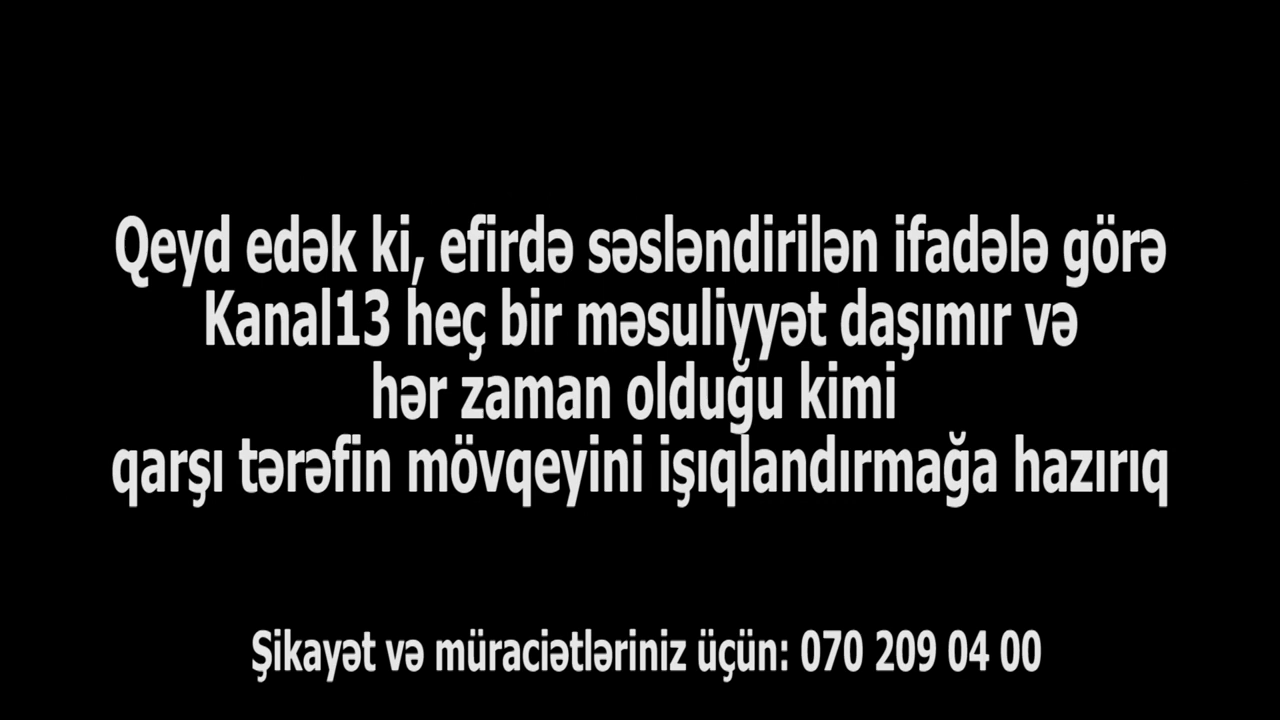 Qeyd edək ki, efirdə səsləndirilən ifadələ görə
Kanal13 heç bir məsuliyyət daşımır və
hər zaman olduğu kimi
qarşı tərəfin mövqeyini işıqlandırmağa hazırıq
Şikayət və müraciətləriniz üçün: 070 209 04 00